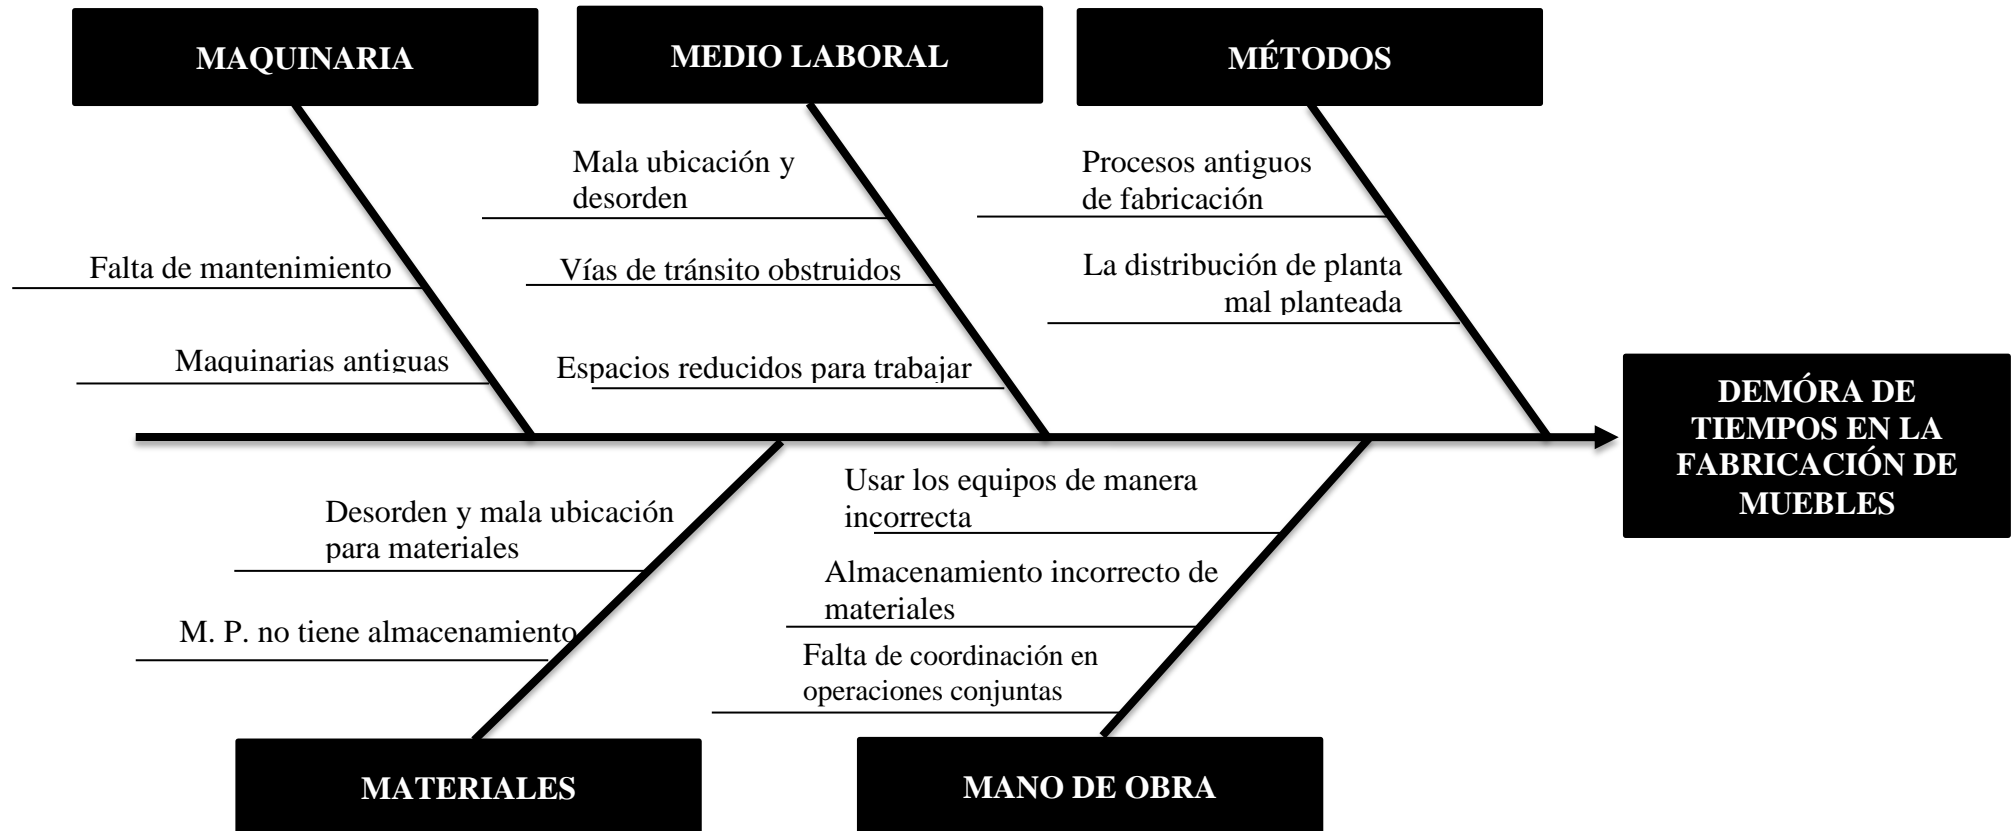 MAQUINARIA
MEDIO LABORAL
MÉTODOS
Mala ubicación y
desorden
Procesos antiguos
de fabricación
Falta de mantenimiento
Vías de tránsito obstruidos
La distribución de planta
mal planteada
Maquinarias antiguas
Espacios reducidos para trabajar
DEMÓRA DE
TIEMPOS EN LA
FABRICACIÓN DE
MUEBLES
Desorden y mala ubicación
para materiales
Usar los equipos de manera
incorrecta
Almacenamiento incorrecto de
materiales
M. P. no tiene almacenamiento
Falta de coordinación en
operaciones conjuntas
MATERIALES
MANO DE OBRA